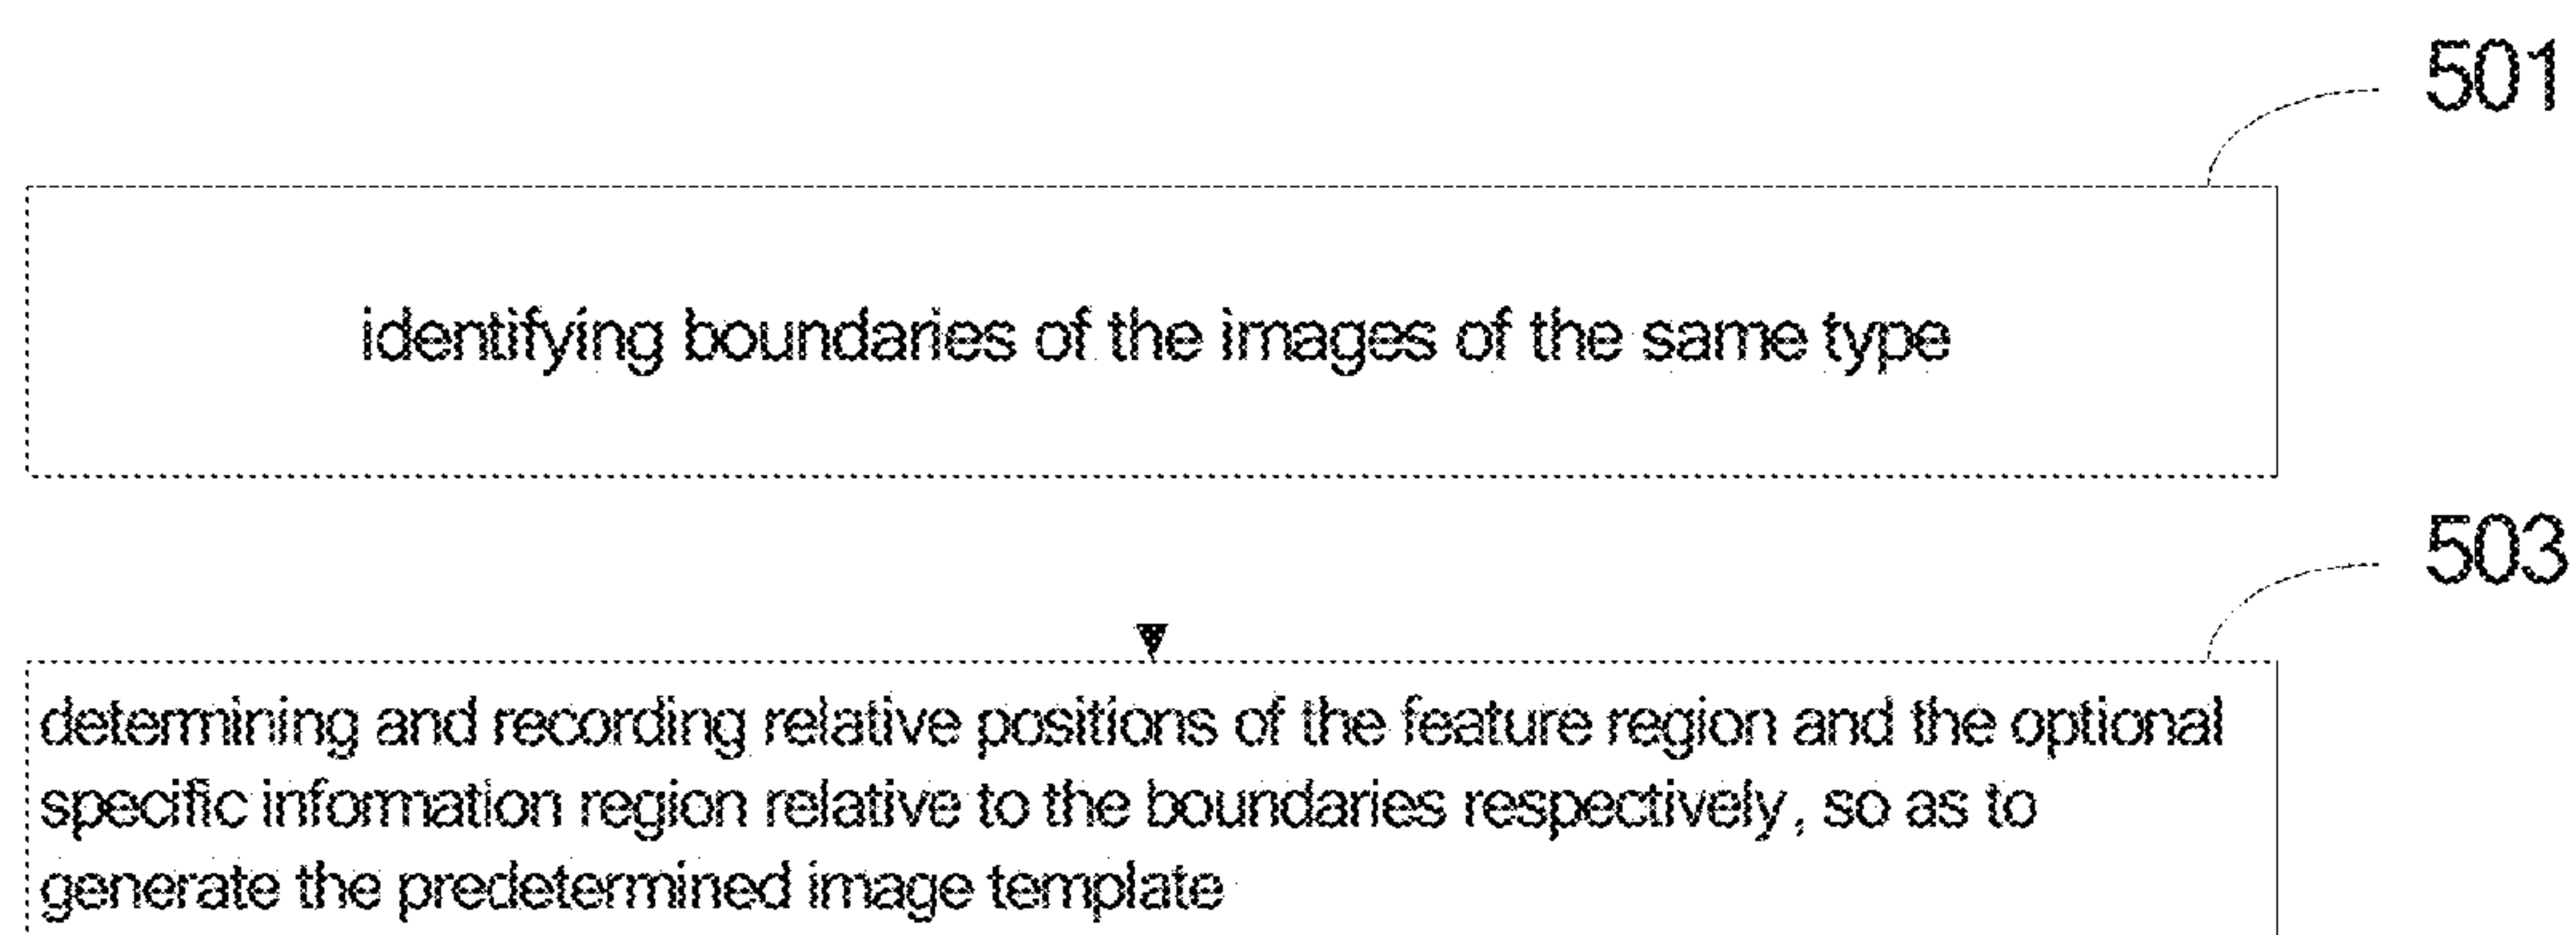 501
identifying boundaries of the images of the same type
503
determining and recording relative positions of the feature region and the optional
specific information region relative to the boundaries respectively, so as to
generate the predetermined image template